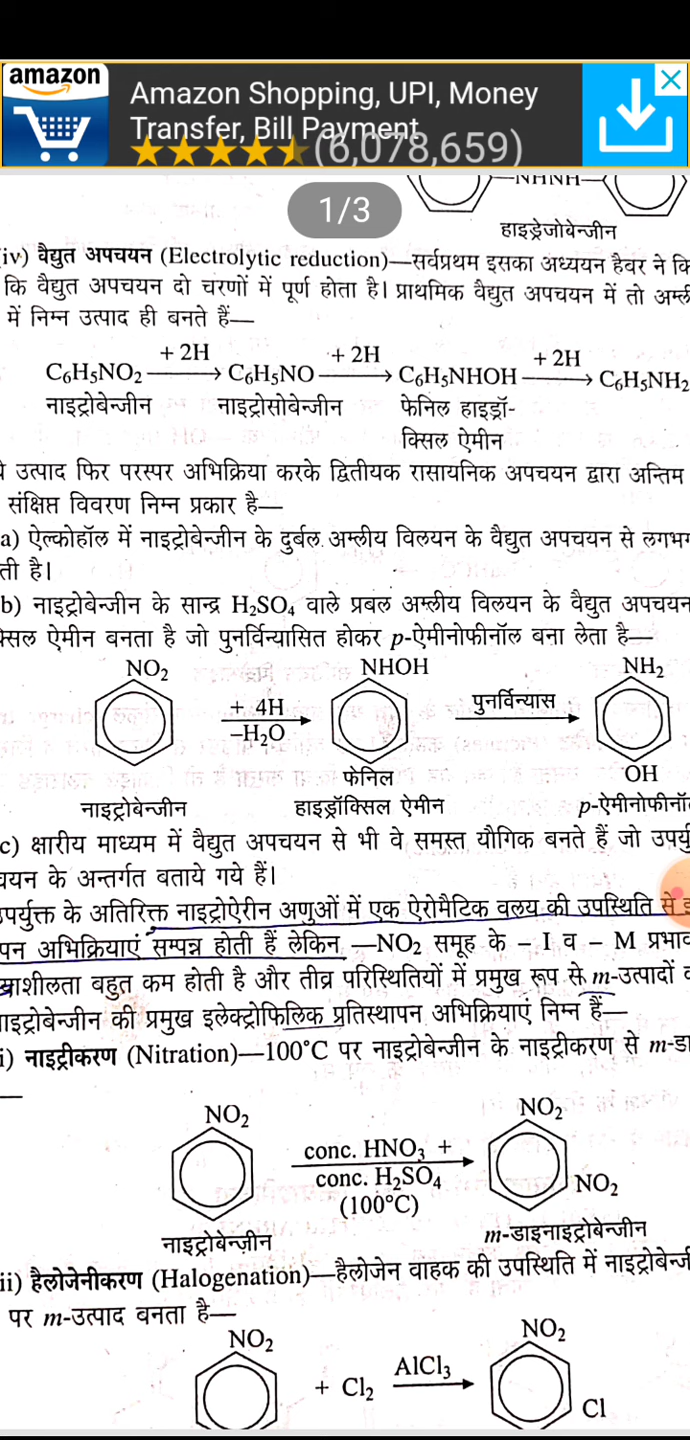 amazon
Amazon Shopping, UPI, Money
Transfer, Bill Payment
(6,078,659)
1/3
—NHNH—
हाइड्रेजोबेन्जीन
iv) वैद्युत अपचयन (Electrolytic reduction)—सर्वप्रथम इसका अध्ययन हैबर ने कि
कि वैद्युत अपचयन दो चरणों में पूर्ण होता है। प्राथमिक वैद्युत अपचयन में तो अम्ली
में निम्न उत्पाद ही बनते हैं—
C₆H₅NO₂ + 2H ⟶ C₆H₅NO + 2H ⟶ C₆H₅NHOH + 2H ⟶ C₆H₅NH₂
नाइट्रोबेन्जीन नाइट्रोसोबेन्जीन फेनिल हाइड्रॉ-
क्सिल ऐमीन
ये उत्पाद फिर परस्पर अभिक्रिया करके द्वितीयक रासायनिक अपचयन द्वारा अन्तिम
संक्षिप्त विवरण निम्न प्रकार है—
a) ऐल्कोहॉल में नाइट्रोबेन्जीन के दुर्बल अम्लीय विलयन के वैद्युत अपचयन से लगभग
ती है।
b) नाइट्रोबेन्जीन के सान्द्र H₂SO₄ वाले प्रबल अम्लीय विलयन के वैद्युत अपचयन
क्सिल ऐमीन बनता है जो पुनर्विन्यासित होकर p-ऐमीनोफीनॉल बना लेता है—
NO₂ NHOH NH₂
+ 4H
–H₂O
पुनर्विन्यास
फेनिल OH
नाइट्रोबेन्जीन हाइड्रॉक्सिल ऐमीन p-ऐमीनोफीनॉ
c) क्षारीय माध्यम में वैद्युत अपचयन से भी वे समस्त यौगिक बनते हैं जो उपर्यु
चयन के अन्तर्गत बताये गये हैं।
उपर्युक्त के अतिरिक्त नाइट्रोऐरीन अणुओं में एक ऐरोमैटिक वलय की उपस्थिति से इ
पन अभिक्रियाएं सम्पन्न होती हैं लेकिन —NO₂ समूह के – I व – M प्रभाव
याशीलता बहुत कम होती है और तीव्र परिस्थितियों में प्रमुख रूप से m-उत्पादों
नाइट्रोबेन्जीन की प्रमुख इलेक्ट्रोफिलिक प्रतिस्थापन अभिक्रियाएं निम्न हैं—
i) नाइट्रीकरण (Nitration)—100°C पर नाइट्रोबेन्जीन के नाइट्रीकरण से m-डा
—
NO₂ NO₂
conc. HNO₃ +
conc. H₂SO₄
(100°C)
NO₂
नाइट्रोबेन्ज़ीन m-डाइनाइट्रोबेन्जीन
ii) हैलोजेनीकरण (Halogenation)—हैलोजेन वाहक की उपस्थिति में नाइट्रोबेन्जी
पर m-उत्पाद बनता है—
NO₂ NO₂
+ Cl₂ AlCl₃
Cl